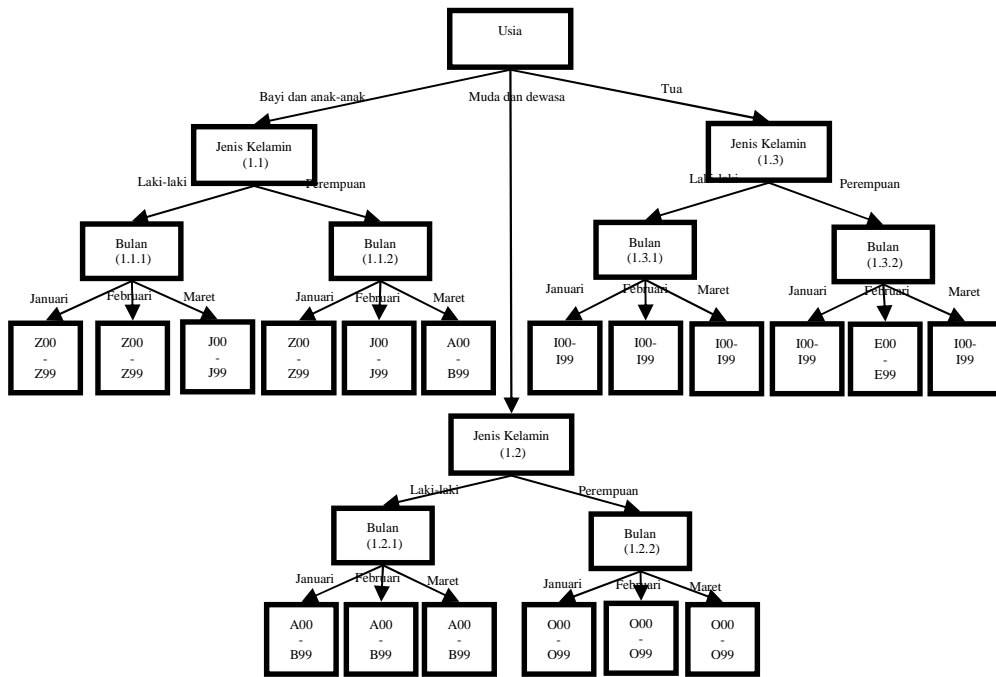 Usia
Bayi dan anak-anak
Muda dan dewasa
Tua
Jenis Kelamin
(1.1)
Jenis Kelamin
(1.3)
Laki-laki
Perempuan
Laki-laki
Perempuan
Bulan
(1.1.1)
Bulan
(1.1.2)
Bulan
(1.3.1)
Bulan
(1.3.2)
Januari
Februari
Maret
Januari
Februari
Maret
Januari
Februari
Maret
Januari
Februari
Maret
Z00
-
Z99
Z00
-
Z99
J00
-
J99
Z00
-
Z99
J00
-
J99
A00
-
B99
I00-
I99
I00-
I99
I00-
I99
I00-
I99
E00
-
E99
I00-
I99
Jenis Kelamin
(1.2)
Laki-laki
Perempuan
Bulan
(1.2.1)
Bulan
(1.2.2)
Januari
Februari
Maret
Januari
Februari
Maret
A00
-
B99
A00
-
B99
A00
-
B99
O00
-
O99
O00
-
O99
O00
-
O99